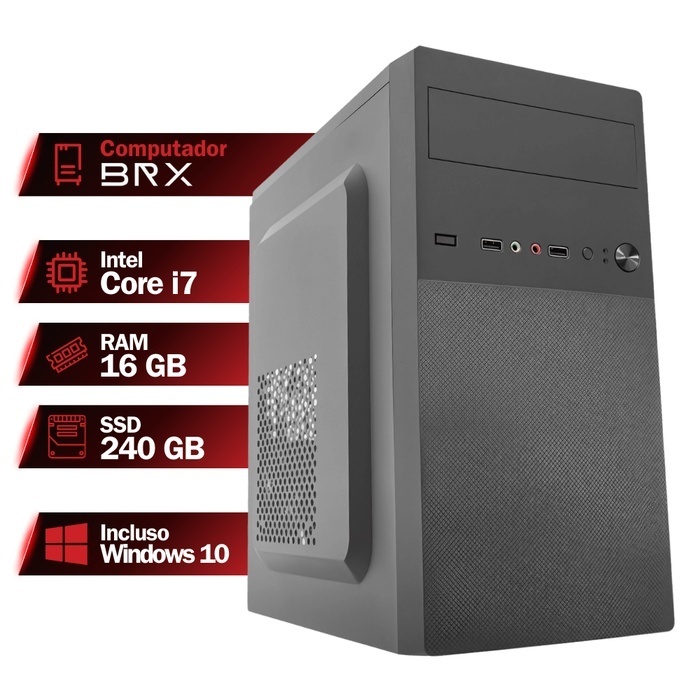 Computador
BRX
Intel
Core i7
RAM
16 GB
SSD
240 GB
Incluso
Windows 10